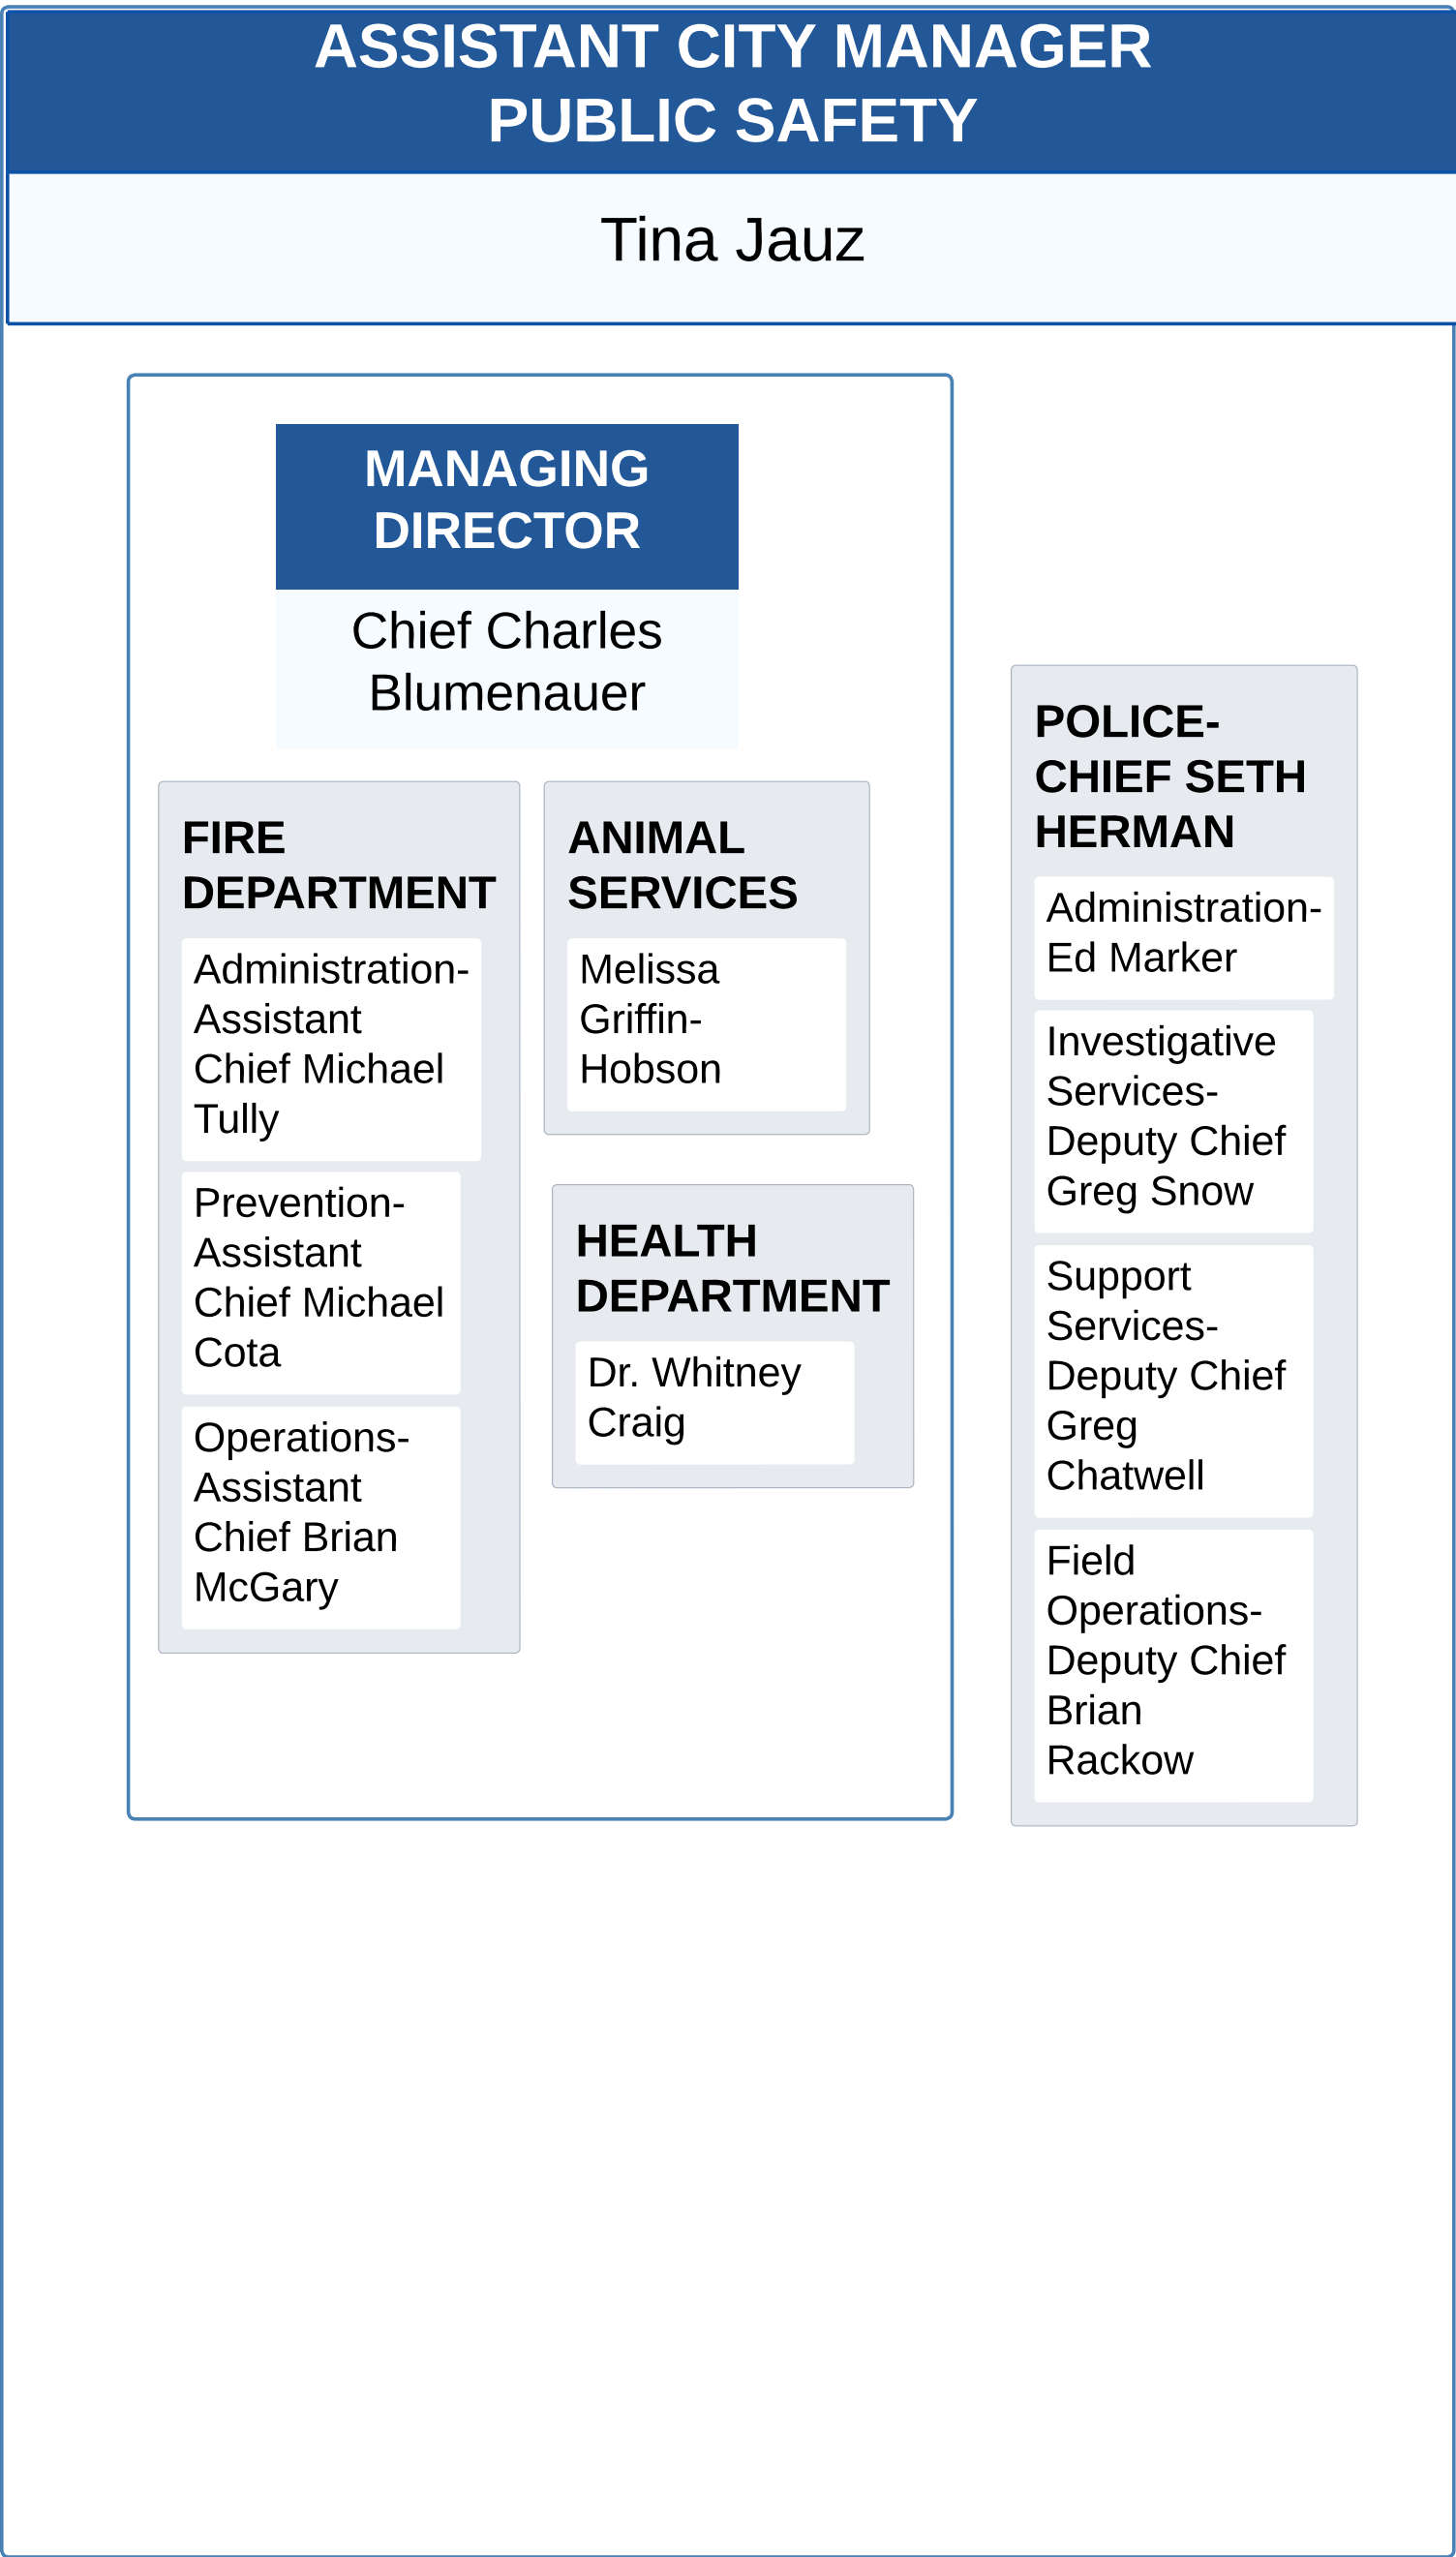 ASSISTANT CITY MANAGER
PUBLIC SAFETY
Tina Jauz
MANAGING
DIRECTOR
Chief Charles
Blumenauer
FIRE
DEPARTMENT
Administration-
Assistant
Chief Michael
Tully
Prevention-
Assistant
Chief Michael
Cota
Operations-
Assistant
Chief Brian
McGary
ANIMAL
SERVICES
Melissa
Griffin-
Hobson
HEALTH
DEPARTMENT
Dr. Whitney
Craig
POLICE-
CHIEF SETH
HERMAN
Administration-
Ed Marker
Investigative
Services-
Deputy Chief
Greg Snow
Support
Services-
Deputy Chief
Greg
Chatwell
Field
Operations-
Deputy Chief
Brian
Rackow